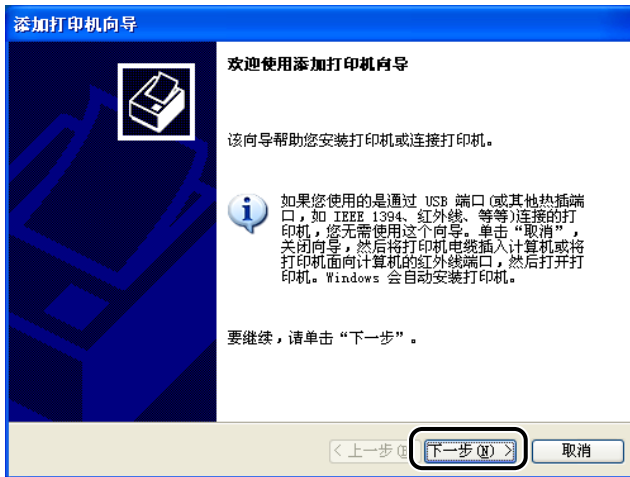 添加打印机向导
欢迎使用添加打印机向导
该向导帮助您安装打印机或连接打印机。
如果您使用的是通过 USB 端口(或其他热插端
口，如 IEEE 1394、红外线、等等)连接的打
印机，您无需使用这个向导。单击“取消”，
关闭向导，然后将打印机电缆插入计算机或将
打印机面向计算机的红外线端口，然后打开打
印机。Windows 会自动安装打印机。
要继续，请单击“下一步”。
< 上一步(B 下一步(N) > 取消